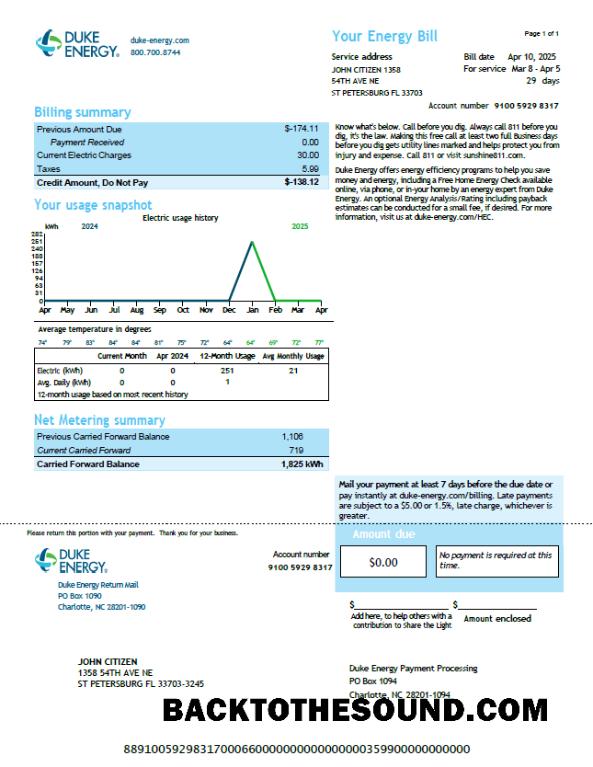 DUKE
ENERGY®
duke-energy.com
800.700.8744
Your Energy Bill
Page 1 of 1
Service address
JOHN CITIZEN 1358
54TH AVE NE
ST PETERSBURG FL 33703
Bill date Apr 10, 2025
For service Mar 8 - Apr 5
29 days
Account number 9100 5929 8317
Billing summary
Previous Amount Due $-174.11
Payment Received 0.00
Current Electric Charges 30.00
Taxes 5.99
Credit Amount, Do Not Pay $-138.12
Know what's below. Call before you dig. Always call 811 before you
dig, it's the law. Making this free call at least two full Business days
before you dig gets utility lines marked and helps protect you from
injury and expense. Call 811 or visit sunshine811.com.
Duke Energy offers energy efficiency programs to help you save
money and energy, including a Free Home Energy Check available
online, via phone, or in-your home by an energy expert from Duke
Energy. An optional Energy Analysis/Rating including payback
estimates can be conducted for a small fee, if desired. For more
information, visit us at duke-energy.com/HEC.
Your usage snapshot
Electric usage history
kWh 2024 2025
282
251
240
188
157
126
94
63
31
0
Apr May Jun Jul Aug Sep Oct Nov Dec Jan Feb Mar Apr
Average temperature in degrees
74° 79° 83° 84° 84° 81° 75° 72° 64° 64° 69° 72° 77°
Current Month Apr 2024 12-Month Usage Avg Monthly Usage
Electric (kWh) 0 0 251 21
Avg. Daily (kWh) 0 0 1
12-month usage based on most recent history
Net Metering summary
Previous Carried Forward Balance 1,106
Current Carried Forward 719
Carried Forward Balance 1,825 kWh
Mail your payment at least 7 days before the due date or
pay instantly at duke-energy.com/billing. Late payments
are subject to a $5.00 or 1.5%, late charge, whichever is
greater.
Please return this portion with your payment. Thank you for your business.
Amount due
DUKE
ENERGY®
Account number
9100 5929 8317
$0.00
No payment is required at this
time.
Duke Energy Return Mail
PO Box 1090
Charlotte, NC 28201-1090
$ $
Add here, to help others with a
contribution to Share the Light
Amount enclosed
JOHN CITIZEN
1358 54TH AVE NE
ST PETERSBURG FL 33703-3245
Duke Energy Payment Processing
PO Box 1094
Charlotte, NC 28201-1094
BACKTOTHESOUND.COM